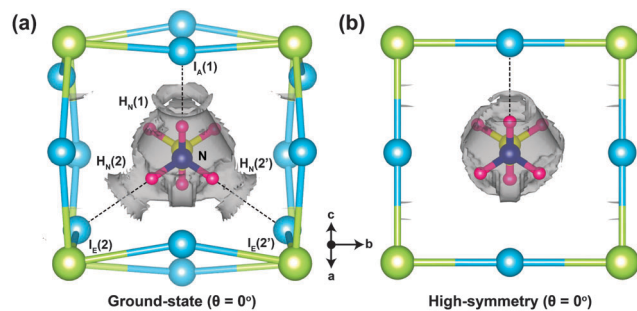 (a)
I_A(1)
H_N(1)
N
H_N(2)
H_N(2')
I_E(2)
I_E(2')
Ground-state (θ = 0°)
c
b
a
(b)
High-symmetry (θ = 0°)